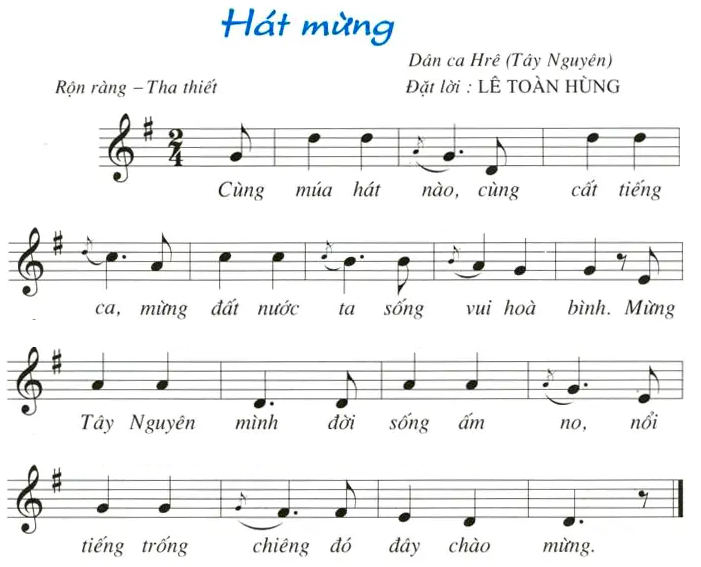 Hát mừng
Dân ca Hrê (Tây Nguyên)
Rộn ràng – Tha thiết
Đặt lời : LÊ TOÀN HÙNG
2
4
Cùng múa hát nào, cùng cất tiếng
ca, mừng đất nước ta sống vui hoà bình. Mừng
Tây Nguyên mình đời sống ấm no, nổi
tiếng trống chiêng đó đây chào mừng.